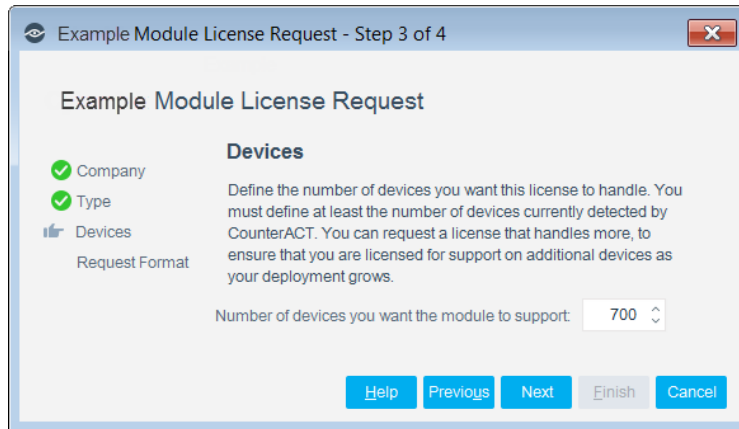 Example Module License Request - Step 3 of 4
Example Module License Request
Company
Type
Devices
Request Format
Devices
Define the number of devices you want this license to handle. You
must define at least the number of devices currently detected by
CounterACT. You can request a license that handles more, to
ensure that you are licensed for support on additional devices as
your deployment grows.
Number of devices you want the module to support: 700
Help Previous Next Finish Cancel